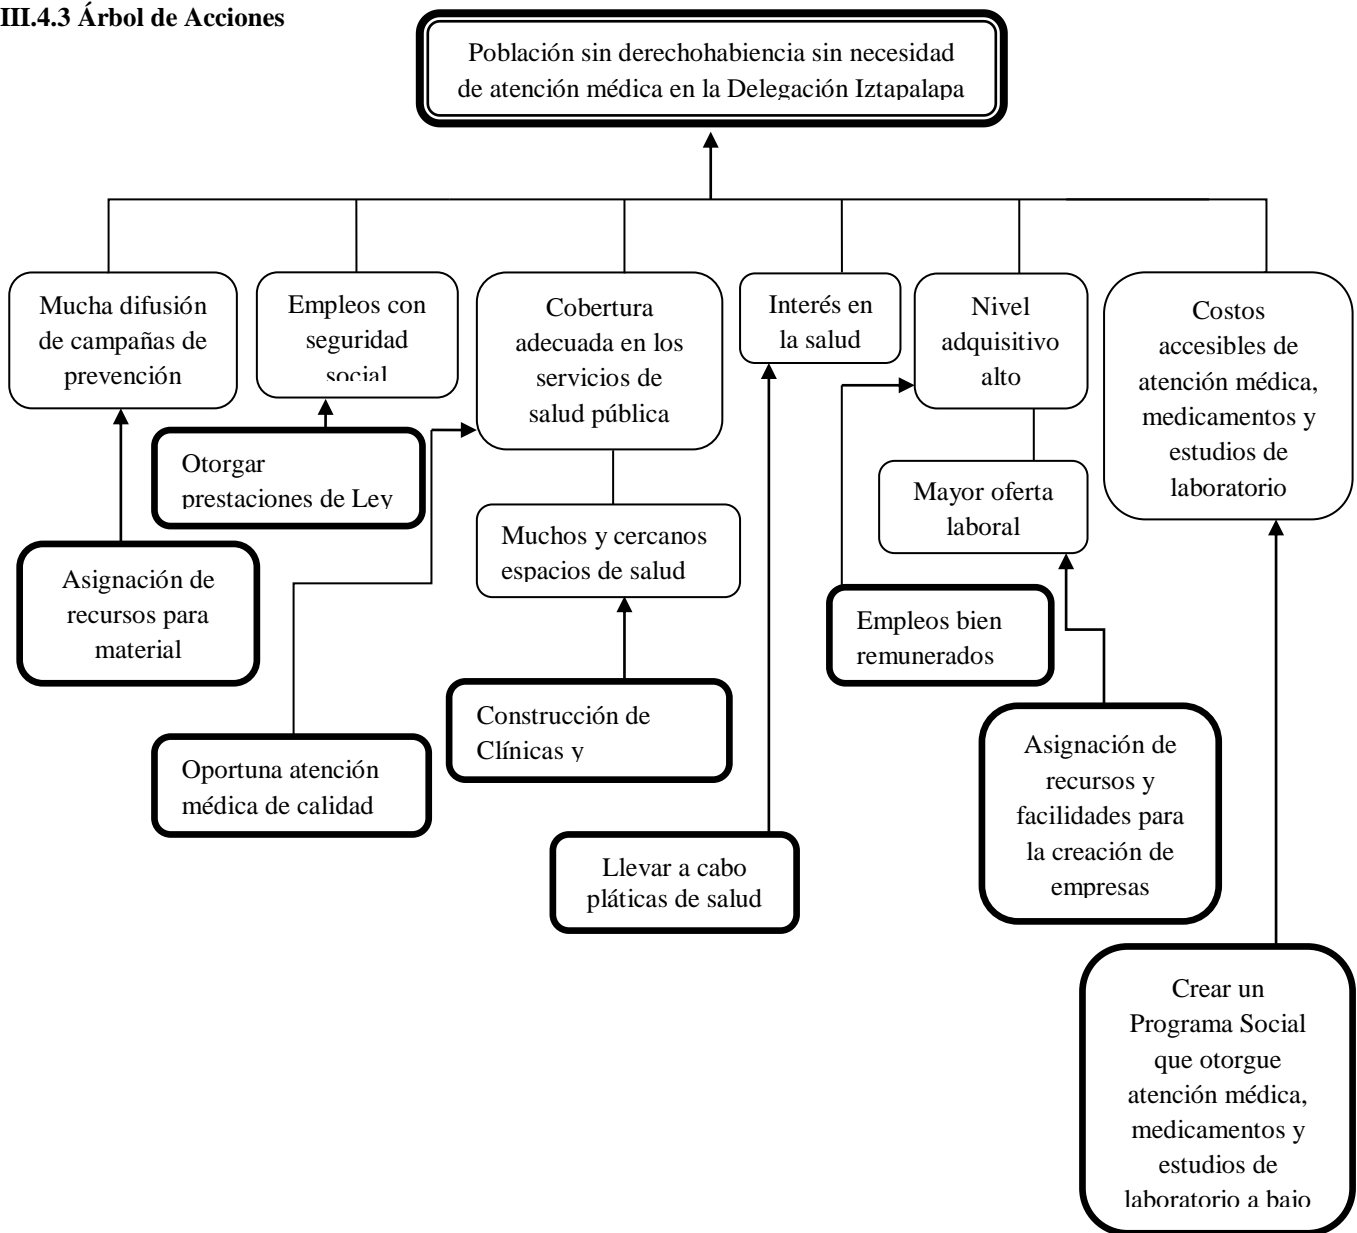 III.4.3 Árbol de Acciones
Población sin derechohabiencia sin necesidad
de atención médica en la Delegación Iztapalapa
Mucha difusión
de campañas de
prevención
Empleos con
seguridad
social
Cobertura
adecuada en los
servicios de
salud pública
Interés en
la salud
Nivel
adquisitivo
alto
Costos
accesibles de
atención médica,
medicamentos y
estudios de
laboratorio
Otorgar
prestaciones de Ley
Mayor oferta
laboral
Muchos y cercanos
espacios de salud
Asignación de
recursos para
material
Empleos bien
remunerados
Construcción de
Clínicas y
Oportuna atención
médica de calidad
Asignación de
recursos y
facilidades para
la creación de
empresas
Llevar a cabo
pláticas de salud
Crear un
Programa Social
que otorgue
atención médica,
medicamentos y
estudios de
laboratorio a bajo